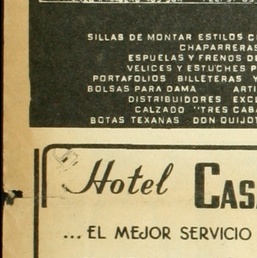 SILLAS DE MONTAR ESTILOS
CHAPARRERAS
ESPUELAS Y FRENOS
VELICES Y ESTUCHES
PORTAFOLIOS BILLETERAS Y
BOLSAS PARA DAMA
DISTRIBUIDORES
CALZADO "TRES
BOTAS TEXANAS DON
Hotel
... EL MEJOR SERVICIO